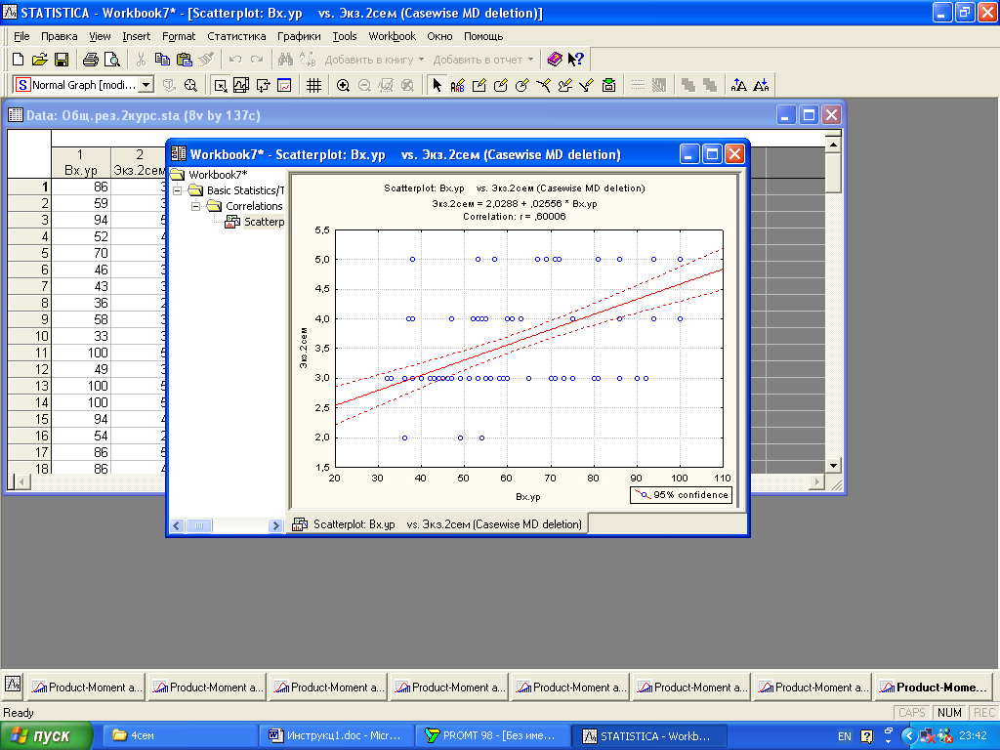 STATISTICA - Workbook7* - [Scatterplot: Вх.ур vs. Экз.2сем (Casewise MD deletion)]
File Правка View Insert Format Статистика Графики Tools Workbook Окно Помощь
Добавить в книгу Добавить в отчет
Normal Graph [modi...
Data: Общ.рез.2курс.sta (8v by 137c)
1 2
Вх.ур Экз.2сем
1 86 3
2 59 3
3 94 5
4 52 4
5 70 3
6 46 3
7 43 3
8 36 2
9 58 3
10 33 3
11 100 5
12 49 3
13 100 5
14 100 5
15 94 4
16 54 2
17 86 5
18 86 4
Workbook7* - Scatterplot: Вх.ур vs. Экз.2сем (Casewise MD deletion)
Workbook7*
Basic Statistics/T
Correlations
Scatterp
Scatterplot: Вх.ур vs. Экз.2сем (Casewise MD deletion)
Экз.2сем = 2,0288 + ,02556 * Вх.ур
Correlation: r = ,60006
5,5
5,0
4,5
4,0
3,5
3,0
2,5
2,0
1,5
Экз.2сем
20 30 40 50 60 70 80 90 100 110
Вх.ур
95% confidence
Scatterplot: Вх.ур vs. Экз.2сем (Casewise MD deletion)
Product-Moment a... Product-Moment a... Product-Moment a... Product-Moment a... Product-Moment a... Product-Moment a... Product-Moment a... Product-Mome...
Ready CAPS NUM REC
пуск 4сем Инструкц1.doc - Micr... PROMT 98 - [Без име... STATISTICA - Workb... EN 23:42